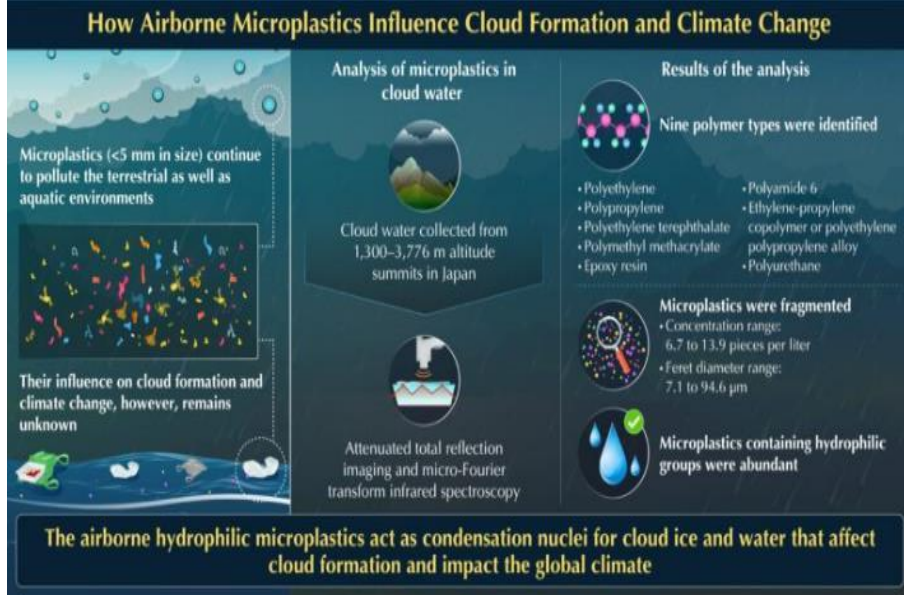 How Airborne Microplastics Influence Cloud Formation and Climate Change
Microplastics (<5 mm in size) continue
to pollute the terrestrial as well as
aquatic environments
Their influence on cloud formation and
climate change, however, remains
unknown
Analysis of microplastics in
cloud water
Cloud water collected from
1,300–3,776 m altitude
summits in Japan
Attenuated total reflection
imaging and micro-Fourier
transform infrared spectroscopy
Results of the analysis
Nine polymer types were identified
• Polyethylene
• Polypropylene
• Polyethylene terephthalate
• Polymethyl methacrylate
• Epoxy resin
• Polyamide 6
• Ethylene-propylene
copolymer or polyethylene
polypropylene alloy
• Polyurethane
Microplastics were fragmented
• Concentration range:
6.7 to 13.9 pieces per liter
• Feret diameter range:
7.1 to 94.6 µm
Microplastics containing hydrophilic
groups were abundant
The airborne hydrophilic microplastics act as condensation nuclei for cloud ice and water that affect
cloud formation and impact the global climate